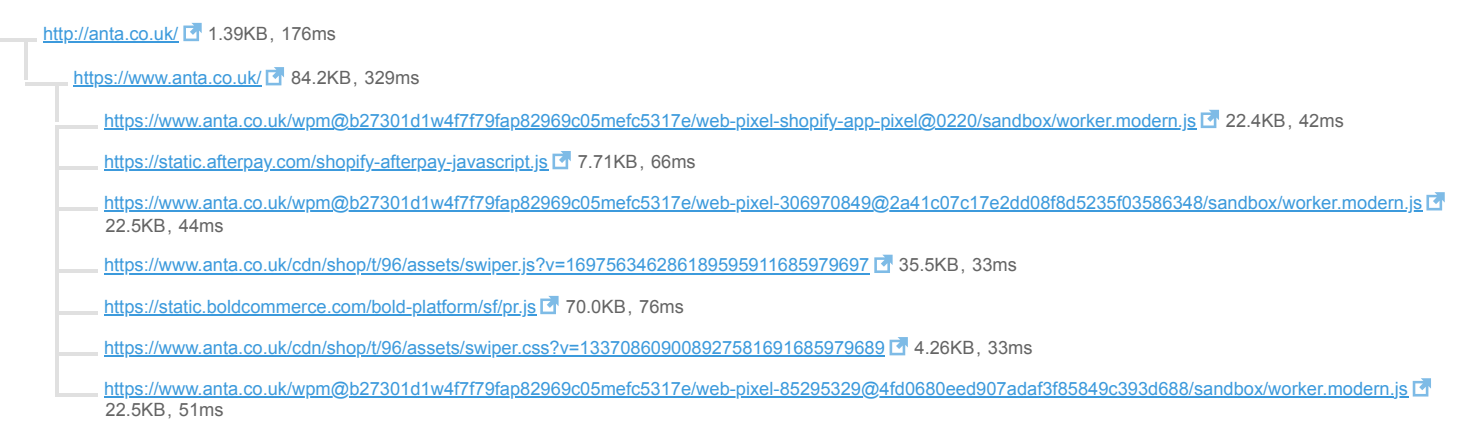 http://anta.co.uk/ 1.39KB, 176ms
https://www.anta.co.uk/ 84.2KB, 329ms
https://www.anta.co.uk/wpm@b27301d1w4f7f79fap82969c05mefc5317e/web-pixel-shopify-app-pixel@0220/sandbox/worker.modern.js 22.4KB, 42ms
https://static.afterpay.com/shopify-afterpay-javascript.js 7.71KB, 66ms
https://www.anta.co.uk/wpm@b27301d1w4f7f79fap82969c05mefc5317e/web-pixel-306970849@2a41c07c17e2dd08f8d5235f03586348/sandbox/worker.modern.js
22.5KB, 44ms
https://www.anta.co.uk/cdn/shop/t/96/assets/swiper.js?v=169756346286189595911685979697 35.5KB, 33ms
https://static.boldcommerce.com/bold-platform/sf/pr.js 70.0KB, 76ms
https://www.anta.co.uk/cdn/shop/t/96/assets/swiper.css?v=133708609008927581691685979689 4.26KB, 33ms
https://www.anta.co.uk/wpm@b27301d1w4f7f79fap82969c05mefc5317e/web-pixel-85295329@4fd0680eed907adaf3f85849c393d688/sandbox/worker.modern.js
22.5KB, 51ms